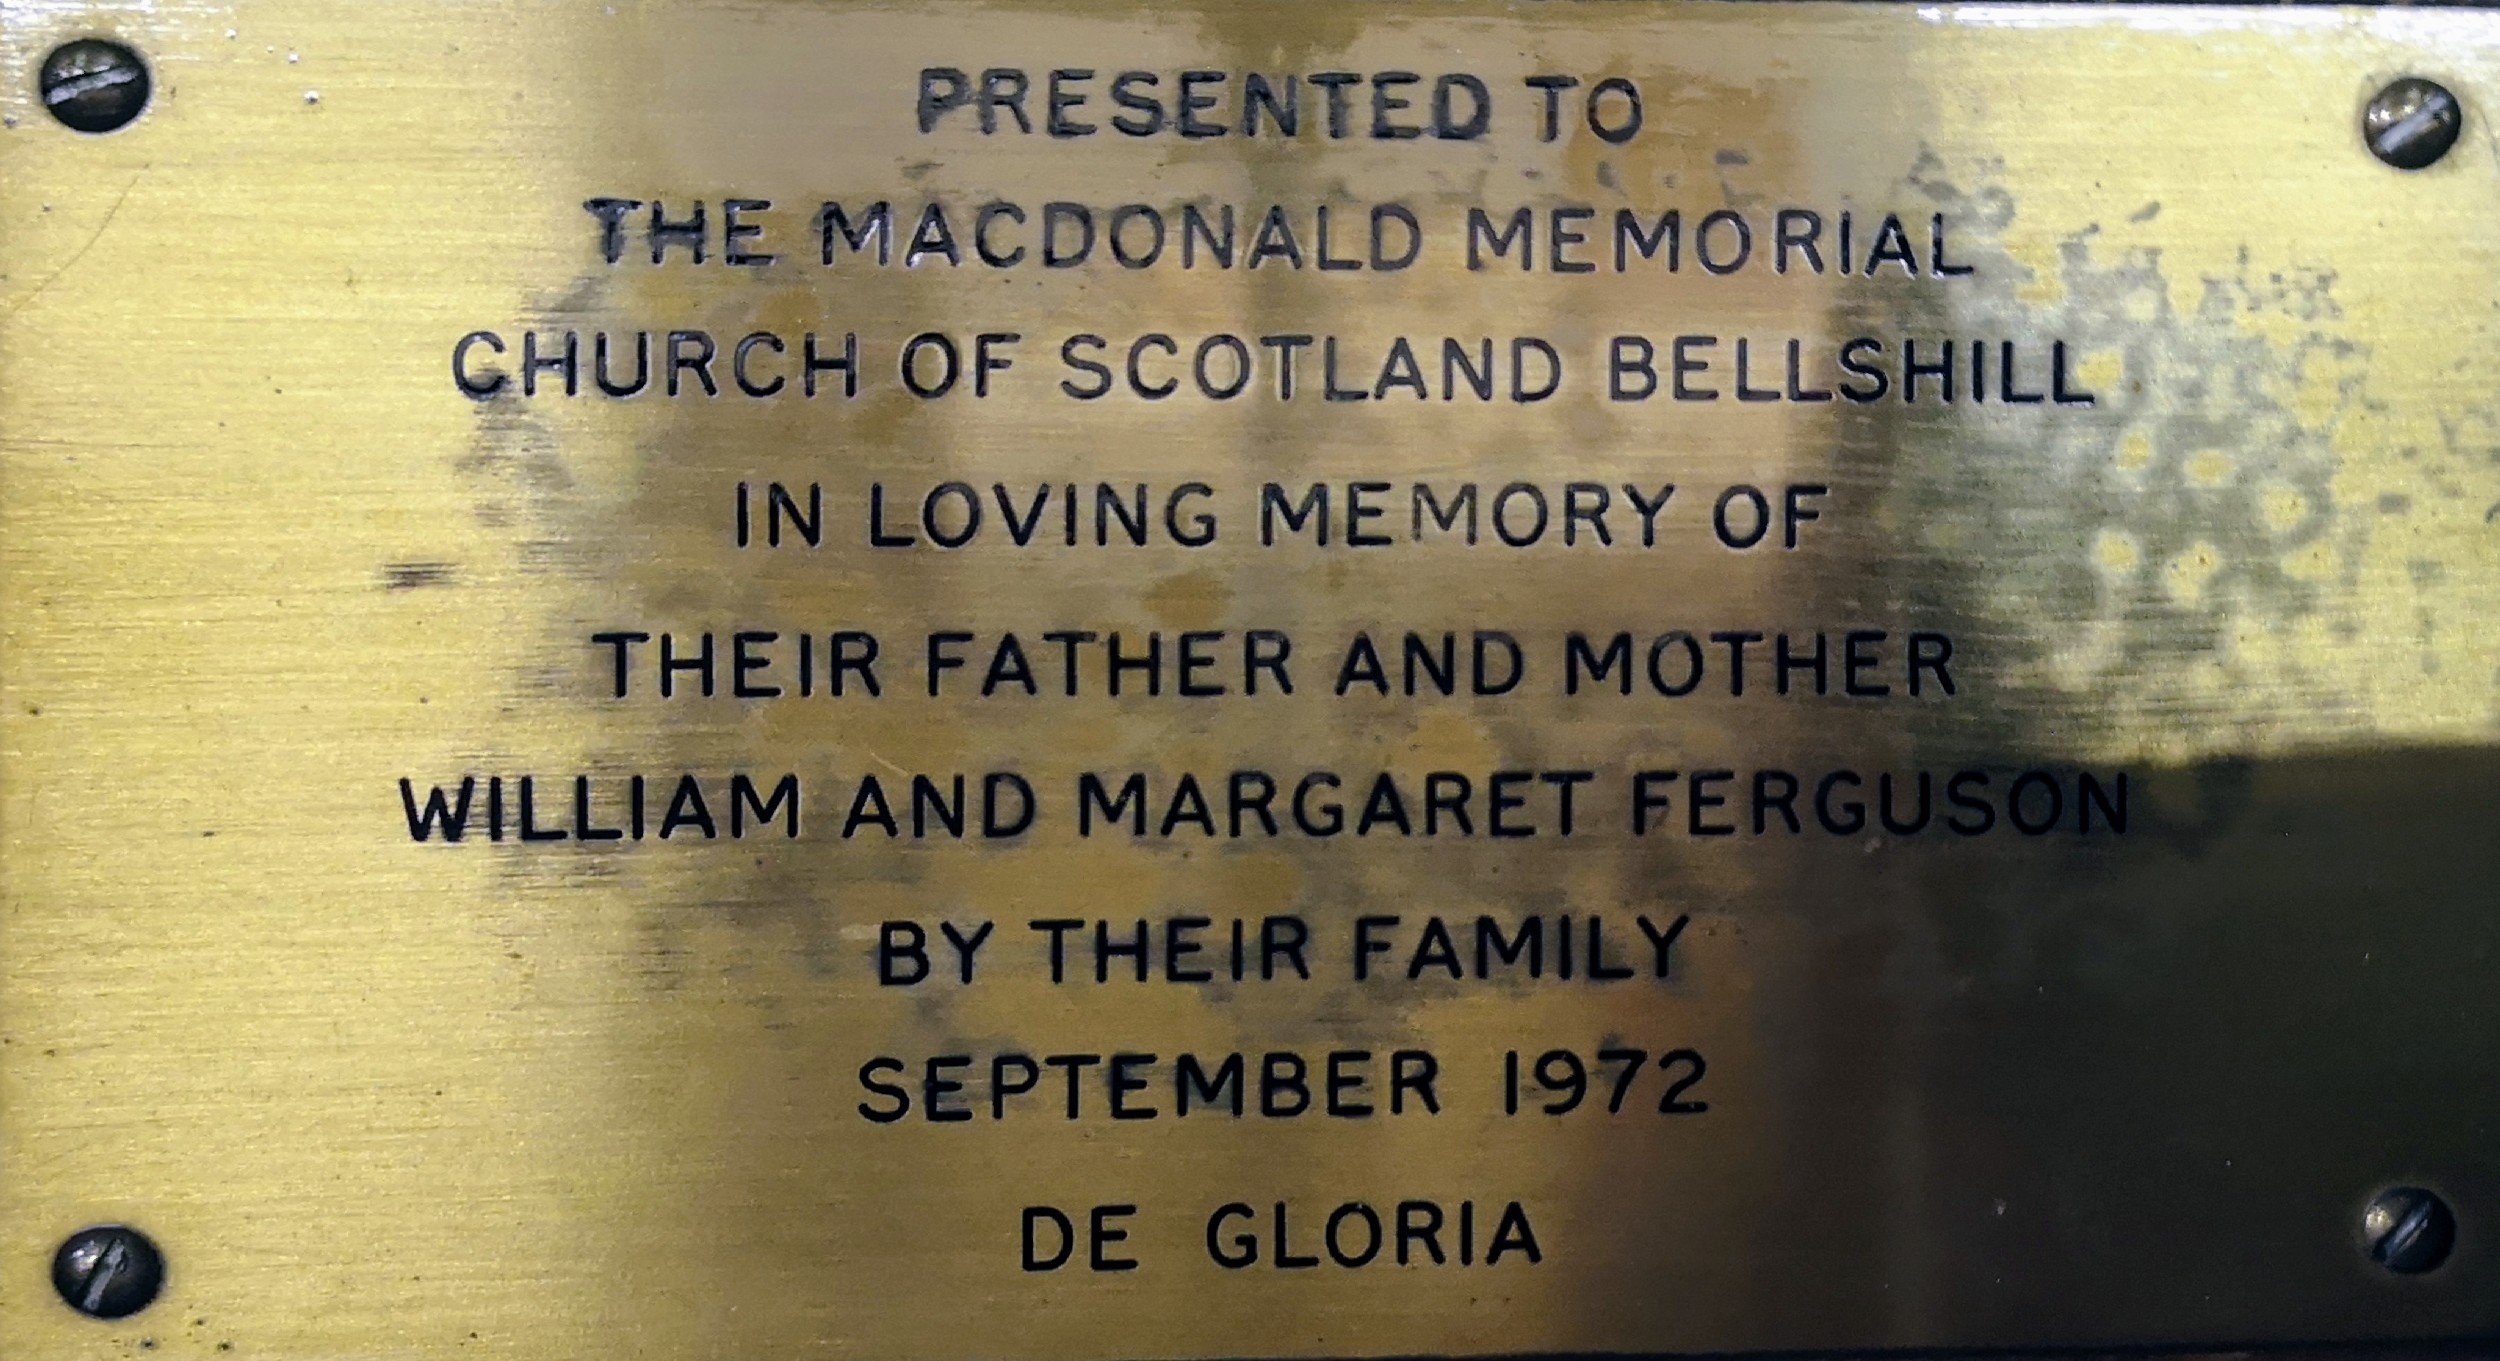 PRESENTED TO
THE MACDONALD MEMORIAL
CHURCH OF SCOTLAND BELLSHILL
IN LOVING MEMORY OF
THEIR FATHER AND MOTHER
WILLIAM AND MARGARET FERGUSON
BY THEIR FAMILY
SEPTEMBER 1972
DE GLORIA